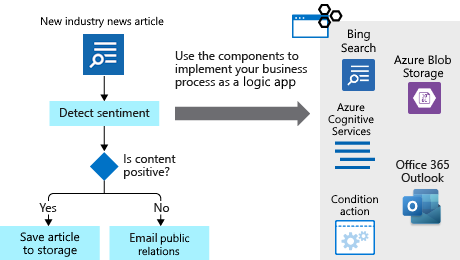 New industry news article
Detect sentiment
Is content
positive?
Yes
No
Save article
to storage
Email public
relations
Use the components to
implement your business
process as a logic app
Bing
Search
Azure Blob
Storage
Azure
Cognitive
Services
Office 365
Outlook
Condition
action